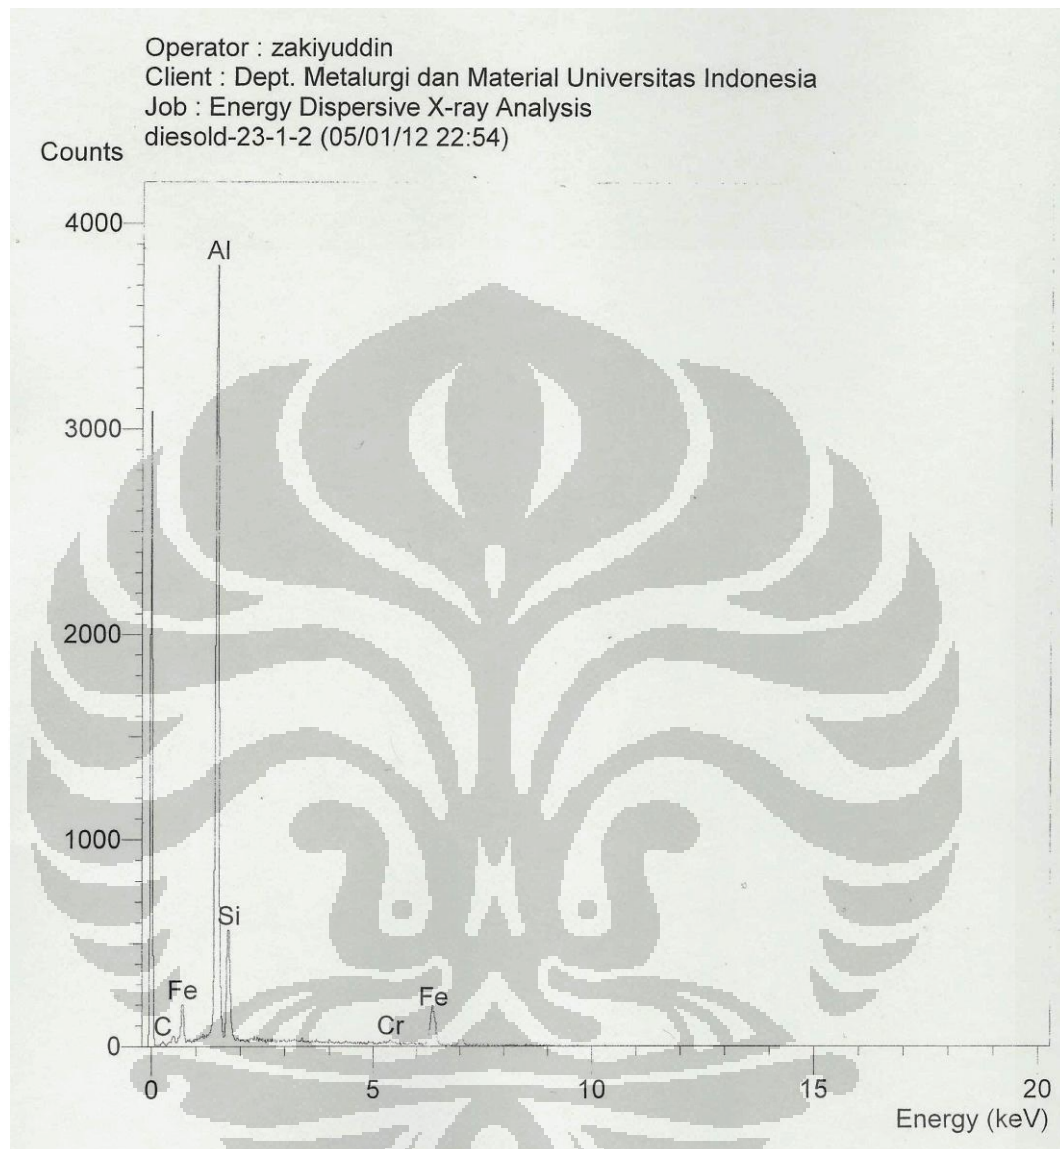 Operator : zakiyuddin
Client : Dept. Metalurgi dan Material Universitas Indonesia
Job : Energy Dispersive X-ray Analysis
diesold-23-1-2 (05/01/12 22:54)
Counts
4000
Al
3000
2000
1000
Si
Fe
Fe
C
Cr
0
0
5
10
15
20
Energy (keV)